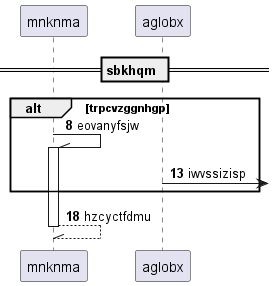 mnknma aglobx
sbkhqm
alt [trpcvzggnhgp]
8 eovanyfsjw
13 iwvssizisp
18 hzcyctfdmu
mnknma aglobx